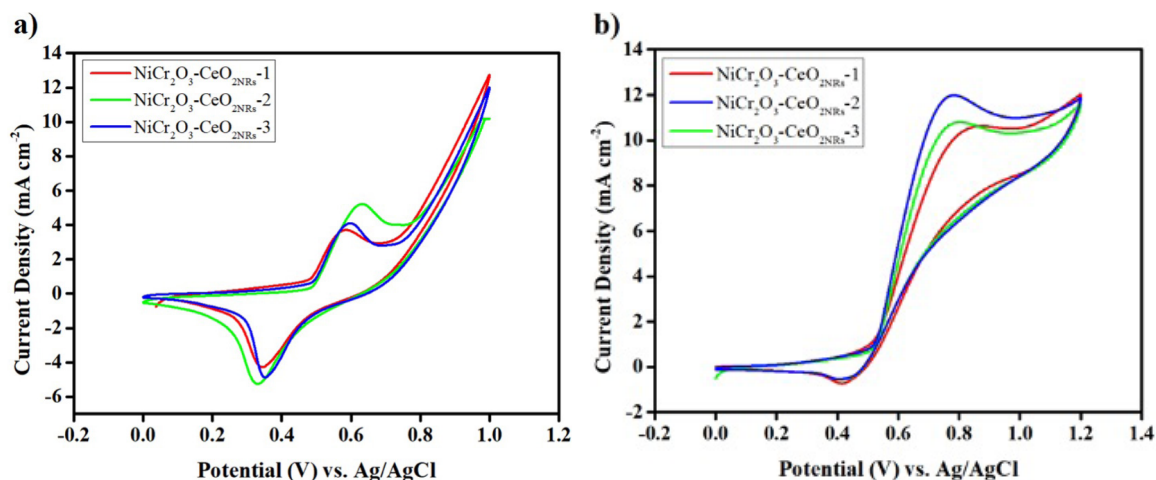 a)
14
12
10
8
6
4
2
0
-2
-4
-6
NiCr₂O₃-CeO₂NRs-1
NiCr₂O₃-CeO₂NRs-2
NiCr₂O₃-CeO₂NRs-3
Current Density (mA cm⁻²)
-0.2 0.0 0.2 0.4 0.6 0.8 1.0 1.2
Potential (V) vs. Ag/AgCl
b)
14
12
10
8
6
4
2
0
-2
NiCr₂O₃-CeO₂NRs-1
NiCr₂O₃-CeO₂NRs-2
NiCr₂O₃-CeO₂NRs-3
Current Density (mA cm⁻²)
-0.2 0.0 0.2 0.4 0.6 0.8 1.0 1.2 1.4
Potential (V) vs. Ag/AgCl